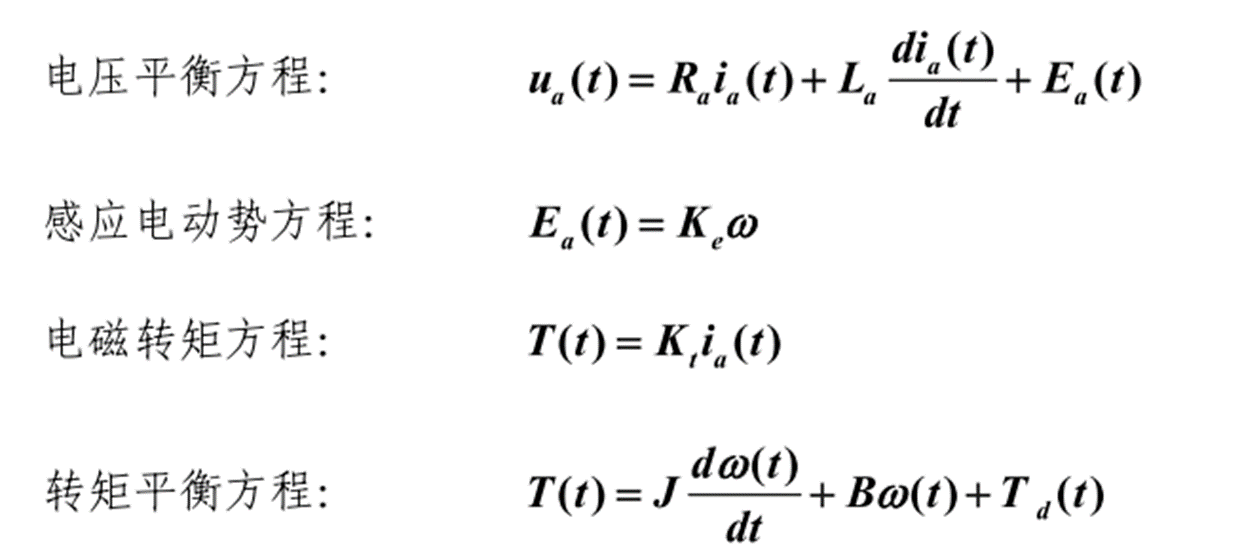 电压平衡方程: u_a(t) = R_a i_a(t) + L_a \frac{di_a(t)}{dt} + E_a(t)
感应电动势方程: E_a(t) = K_e ω
电磁转矩方程: T(t) = K_t i_a(t)
转矩平衡方程: T(t) = J \frac{dω(t)}{dt} + Bω(t) + T_d(t)